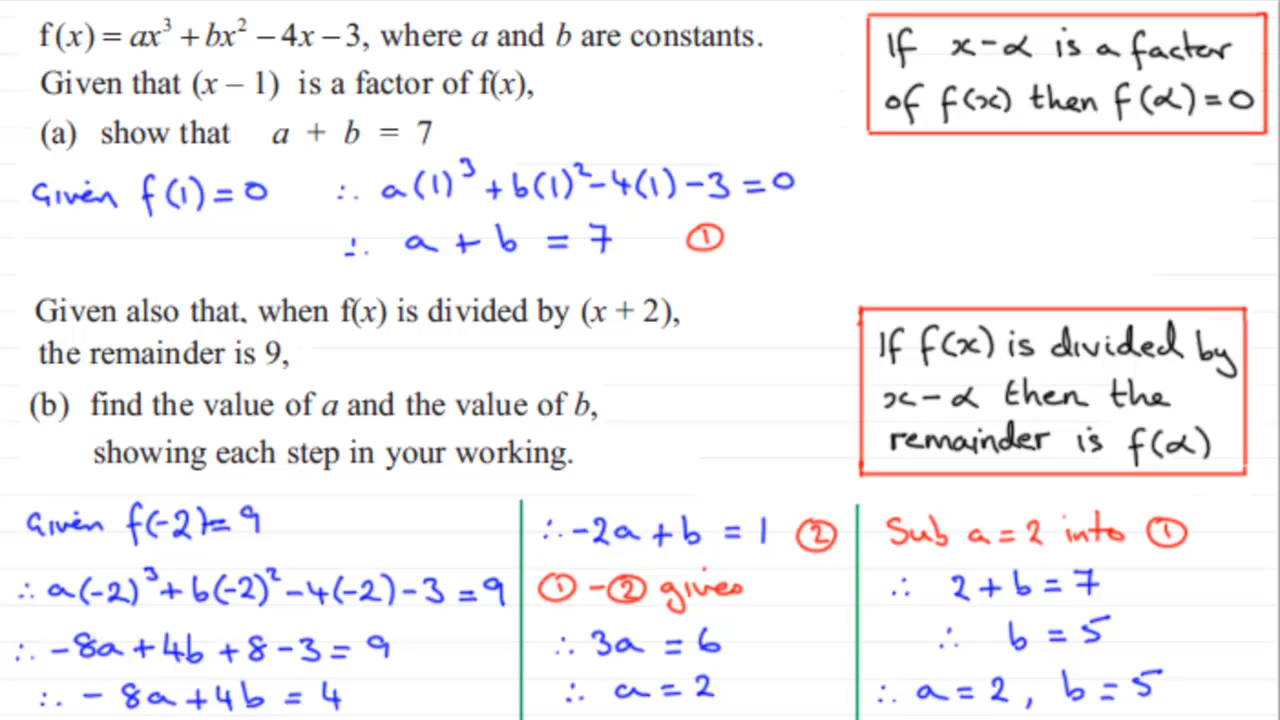 f(x) = ax³ + bx² − 4x − 3, where a and b are constants.
Given that (x – 1) is a factor of f(x),
(a) show that a + b = 7
If x-α is a factor
of f(x) then f(α) = 0
Given f(1) = 0 ∴ a(1)³ + b(1)² - 4(1) - 3 = 0
∴ a + b = 7 ①
Given also that, when f(x) is divided by (x + 2),
the remainder is 9,
(b) find the value of a and the value of b,
showing each step in your working.
If f(x) is divided by
x-α then the
remainder is f(α)
Given f(-2) = 9
∴ a(-2)³ + b(-2)² - 4(-2) - 3 = 9
∴ -8a + 4b + 8 - 3 = 9
∴ - 8a + 4b = 4
∴ -2a + b = 1 ②
① - ② gives
∴ 3a = 6
∴ a = 2
Sub a = 2 into ①
∴ 2 + b = 7
∴ b = 5
∴ a = 2, b = 5